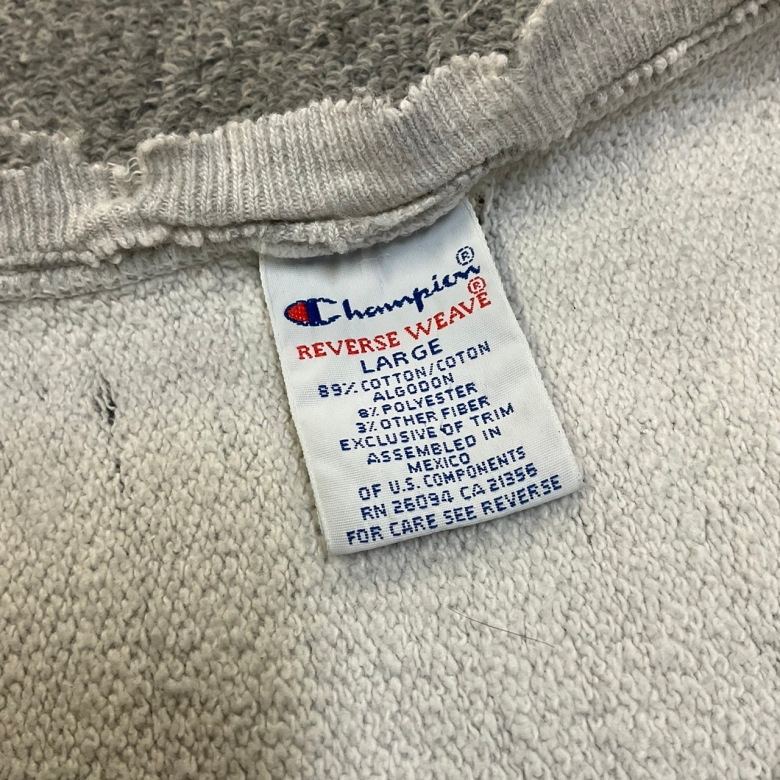 Champion®
REVERSE WEAVE®
LARGE
89% COTTON/COTON
ALGODON
8% POLYESTER
3% OTHER FIBER
EXCLUSIVE OF TRIM
ASSEMBLED IN
MEXICO
OF U.S. COMPONENTS
RN 26094 CA 21356
FOR CARE SEE REVERSE